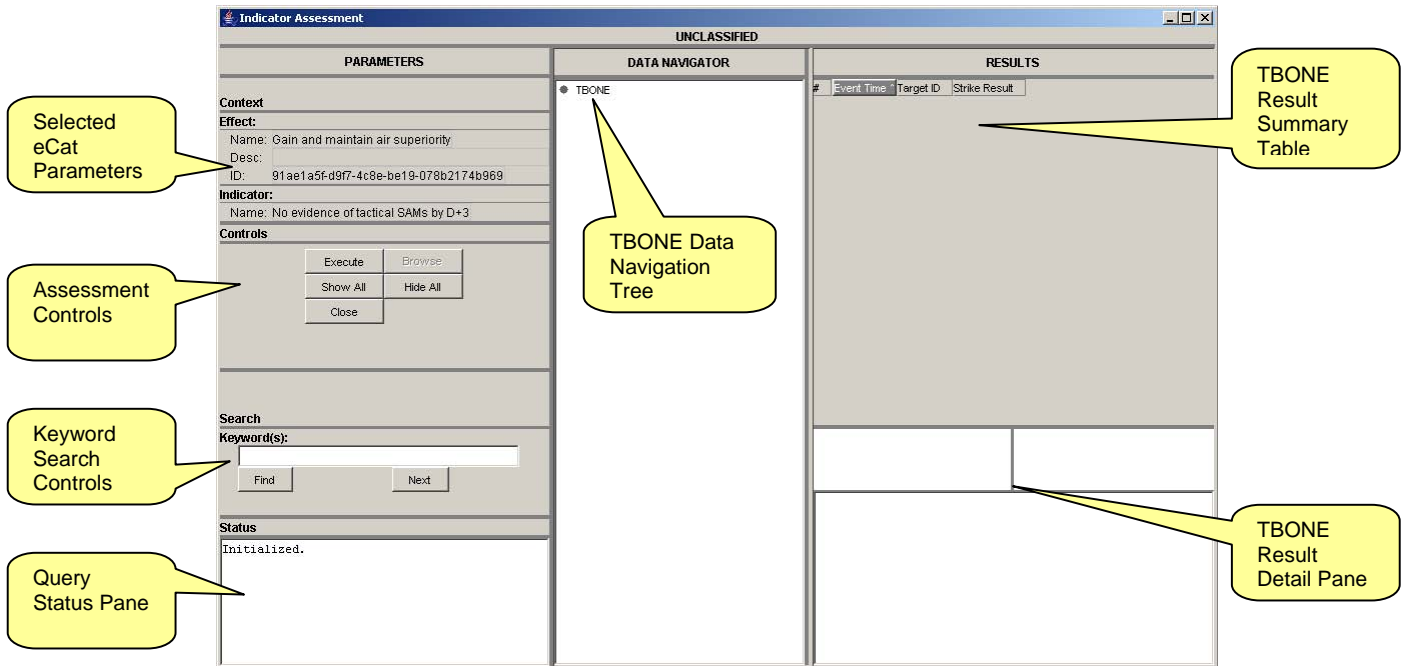 Indicator Assessment
UNCLASSIFIED
PARAMETERS
DATA NAVIGATOR
RESULTS
Context
Effect:
Name: Gain and maintain air superiority
Desc:
ID: 91ae1a5f-d9f7-4c8e-be19-078b2174b969
Indicator:
Name: No evidence of tactical SAMs by D+3
Controls
Execute Browse
Show All Hide All
Close
Search
Keyword(s):
Find Next
Status
Initialized.
TBONE
# Event Time ^ Target ID Strike Result
Selected
eCat
Parameters
Assessment
Controls
Keyword
Search
Controls
Query
Status Pane
TBONE Data
Navigation
Tree
TBONE
Result
Summary
Table
TBONE
Result
Detail Pane